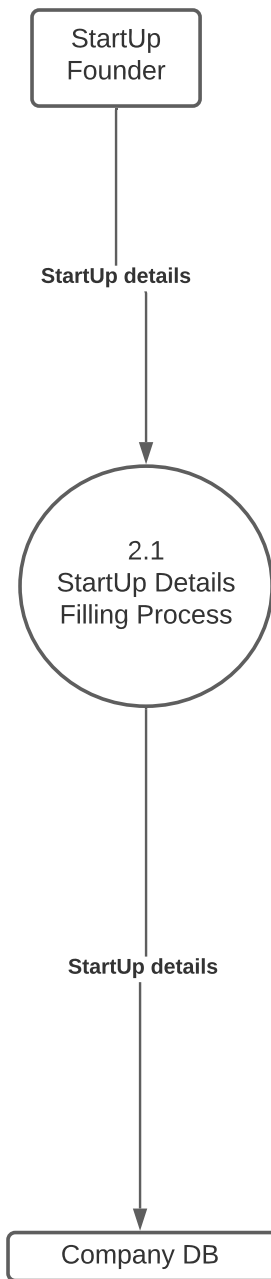 StartUp
Founder
StartUp details
2.1
StartUp Details
Filling Process
StartUp details
Company DB